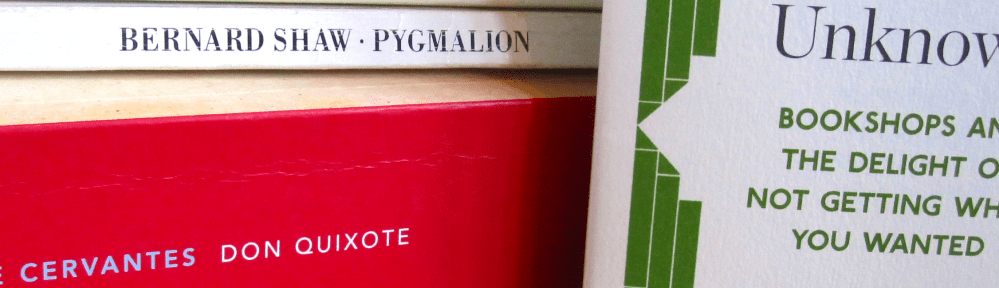 BERNARD SHAW · PYGMALION
CERVANTES DON QUIXOTE
Unknow
BOOKSHOPS AN
THE DELIGHT O
NOT GETTING WH
YOU WANTED